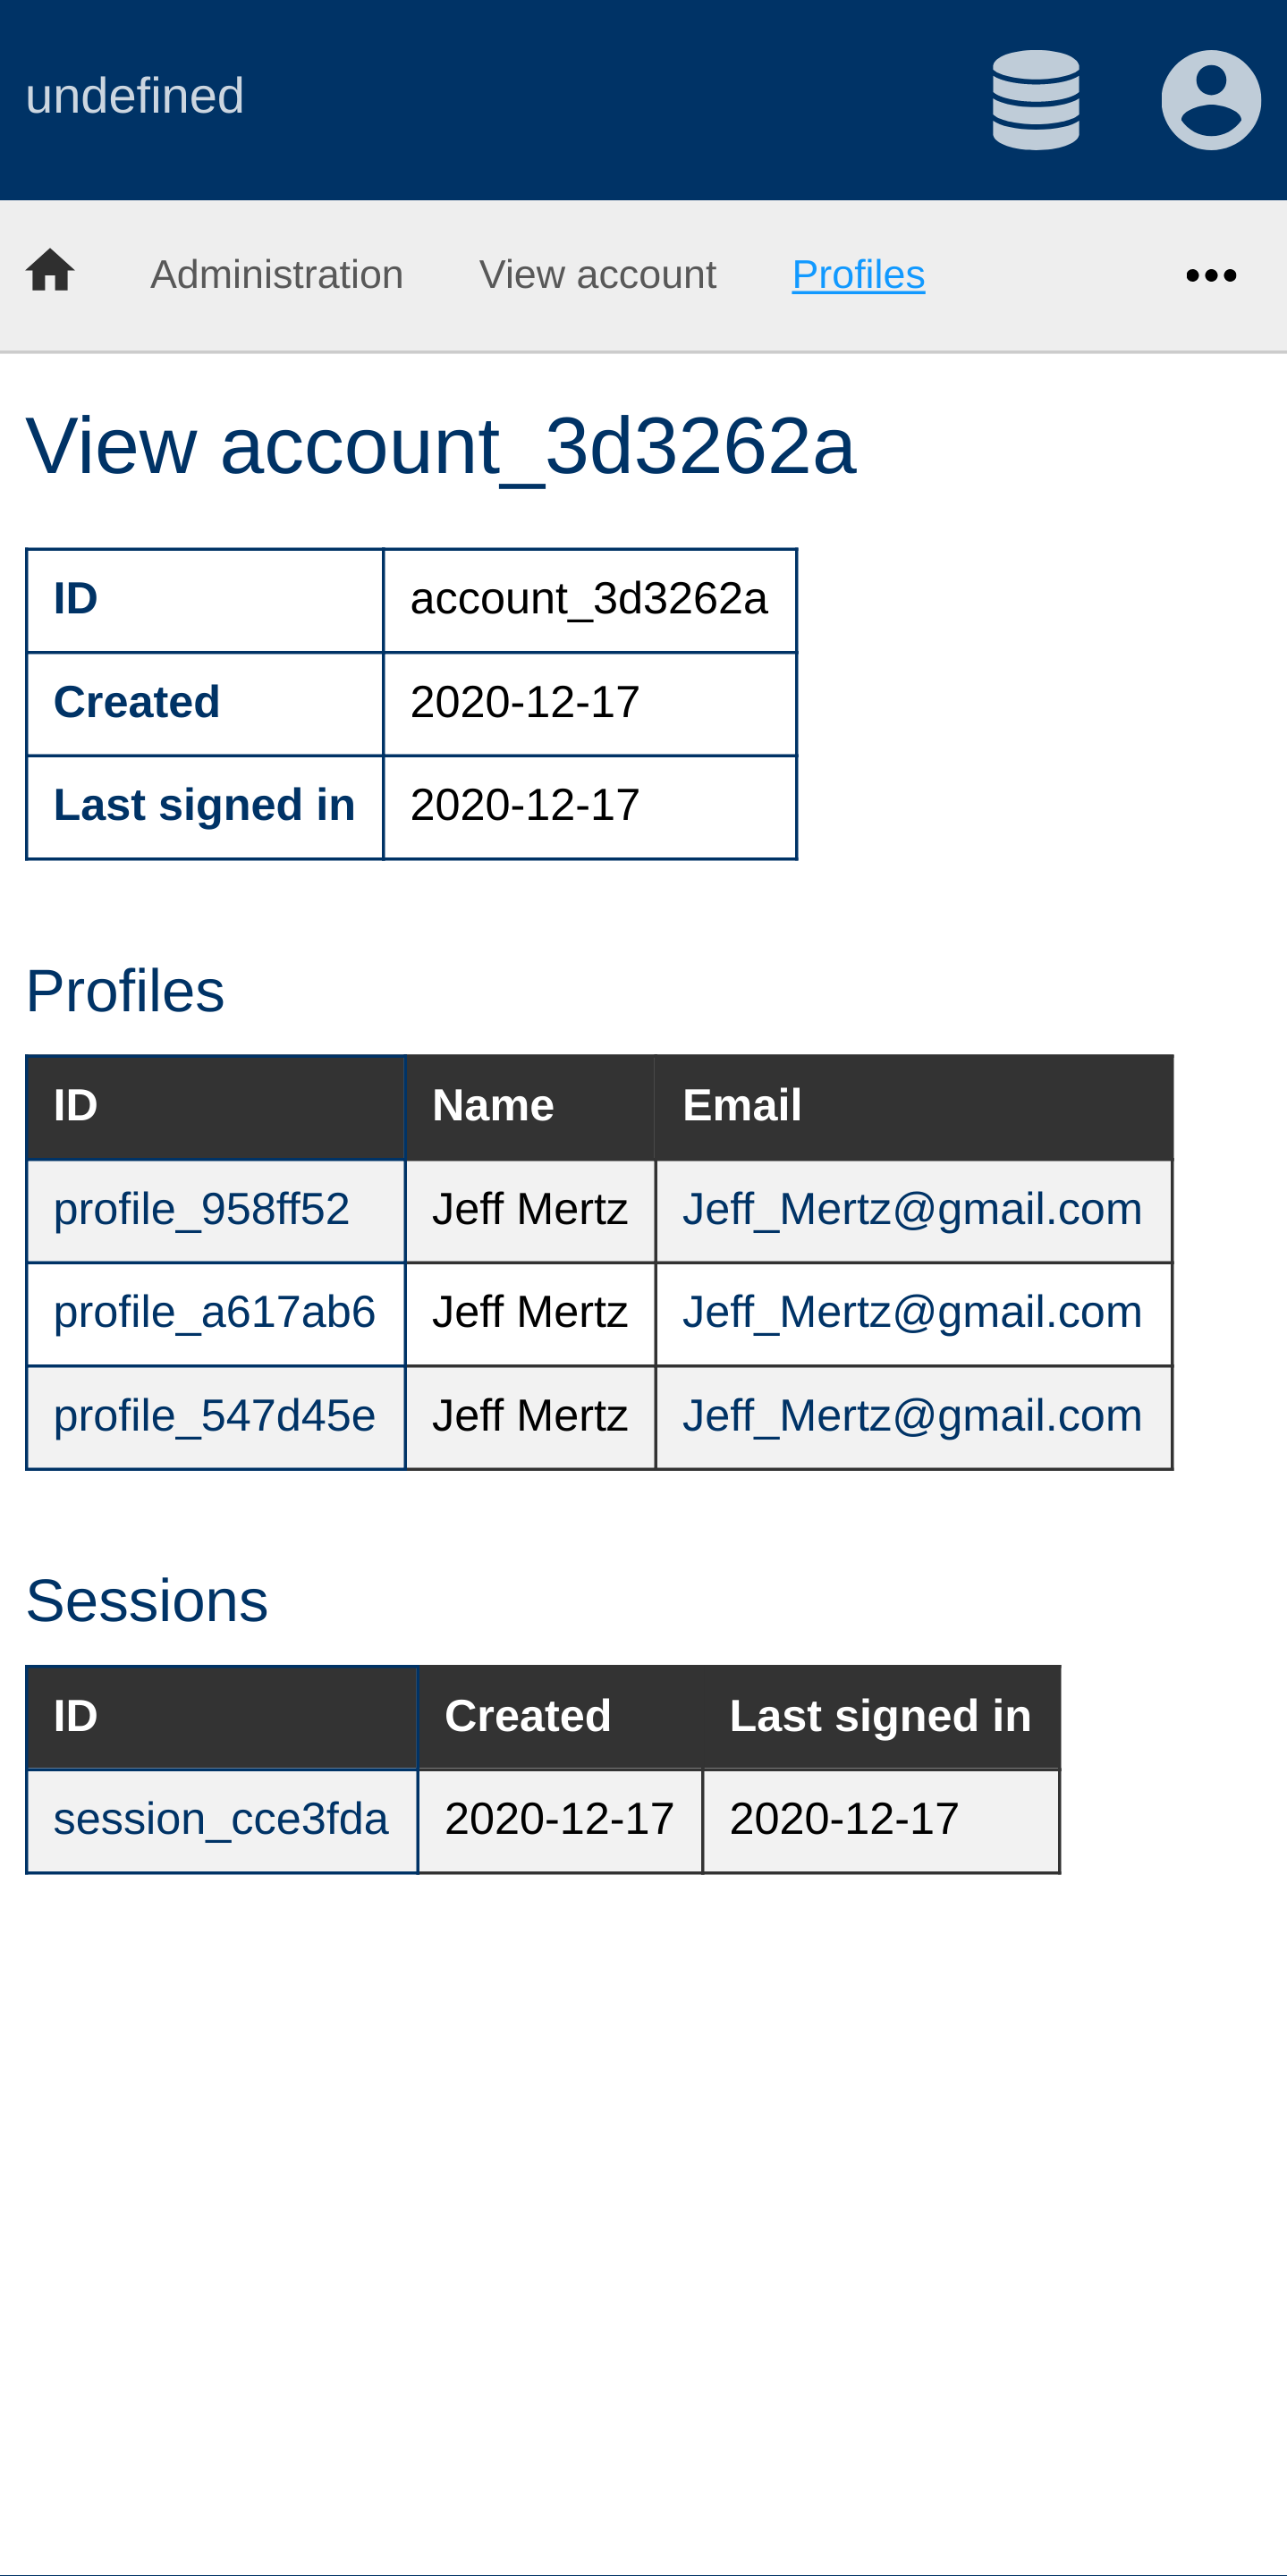 undefined
Administration View account Profiles •••
View account_3d3262a
ID account_3d3262a
Created 2020-12-17
Last signed in 2020-12-17
Profiles
ID Name Email
profile_958ff52 Jeff Mertz Jeff_Mertz@gmail.com
profile_a617ab6 Jeff Mertz Jeff_Mertz@gmail.com
profile_547d45e Jeff Mertz Jeff_Mertz@gmail.com
Sessions
ID Created Last signed in
session_cce3fda 2020-12-17 2020-12-17